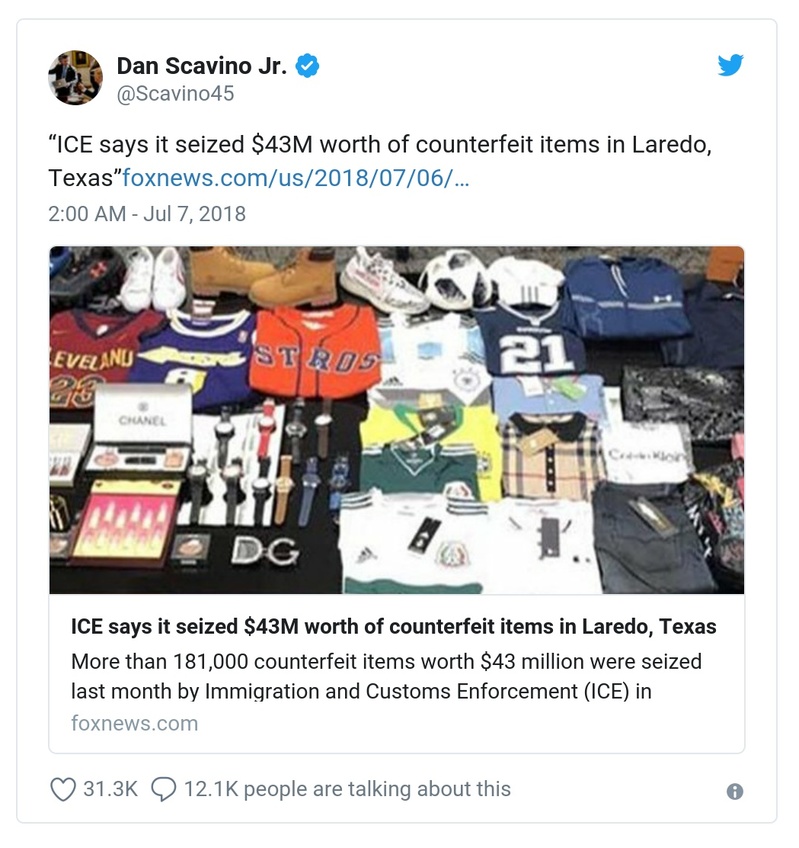 Dan Scavino Jr.
@Scavino45
“ICE says it seized $43M worth of counterfeit items in Laredo,
Texas”foxnews.com/us/2018/07/06/…
2:00 AM - Jul 7, 2018
EVELAND
23
STROS
21
CHANEL
Calvin Klein
DG
ICE says it seized $43M worth of counterfeit items in Laredo, Texas
More than 181,000 counterfeit items worth $43 million were seized
last month by Immigration and Customs Enforcement (ICE) in
foxnews.com
31.3K 12.1K people are talking about this